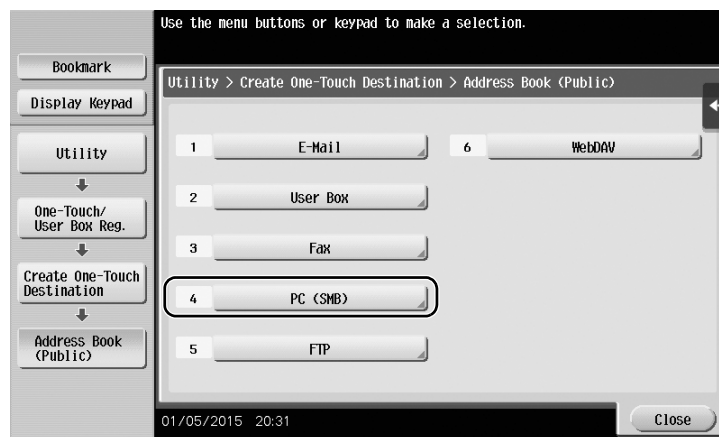 Use the menu buttons or keypad to make a selection.
Bookmark
Display Keypad
Utility
One-Touch/
User Box Reg.
Create One-Touch
Destination
Address Book
(Public)
Utility > Create One-Touch Destination > Address Book (Public)
1 E-Mail
6 WebDAV
2 User Box
3 Fax
4 PC (SMB)
5 FTP
01/05/2015 20:31
Close